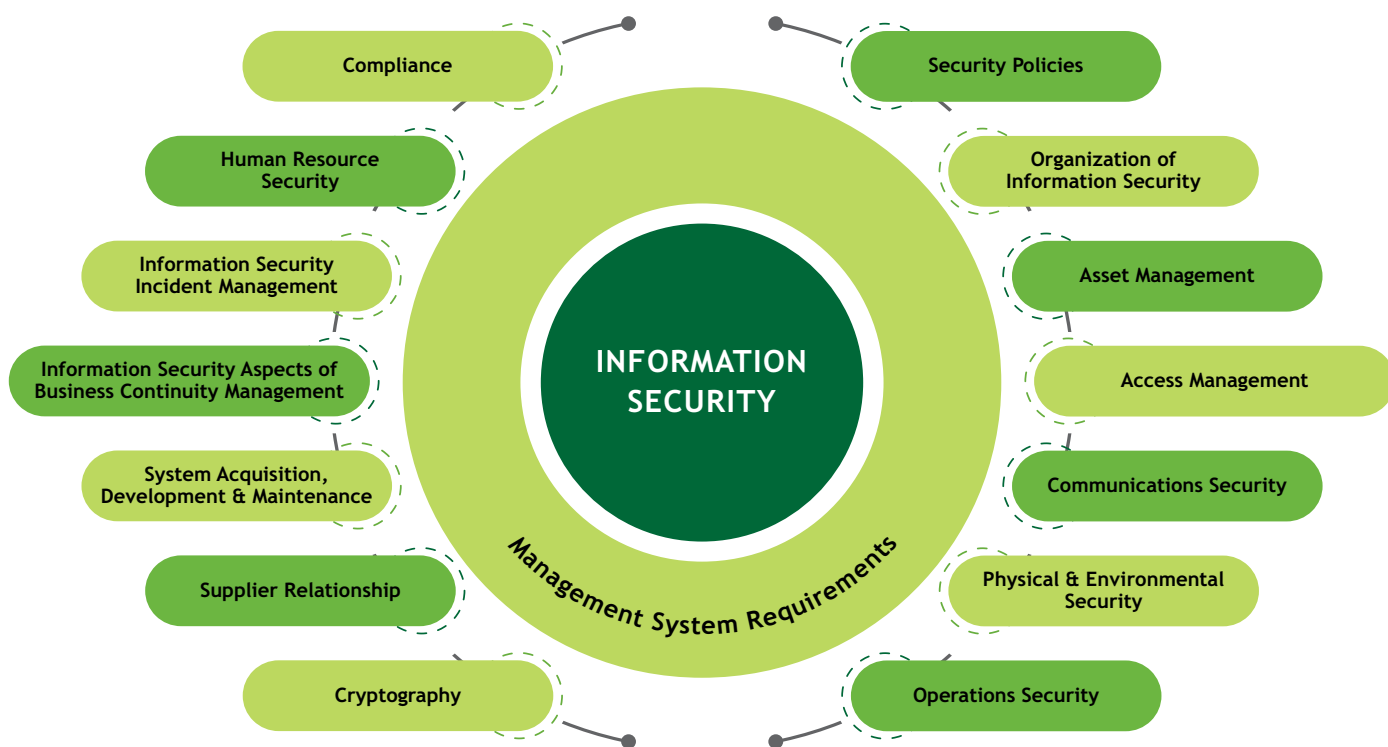 Compliance
Security Policies
Human Resource
Security
Organization of
Information Security
Information Security
Incident Management
Asset Management
Information Security Aspects of
Business Continuity Management
Access Management
System Acquisition,
Development & Maintenance
Communications Security
Supplier Relationship
Physical & Environmental
Security
Cryptography
Operations Security
INFORMATION
SECURITY
Management System Requirements